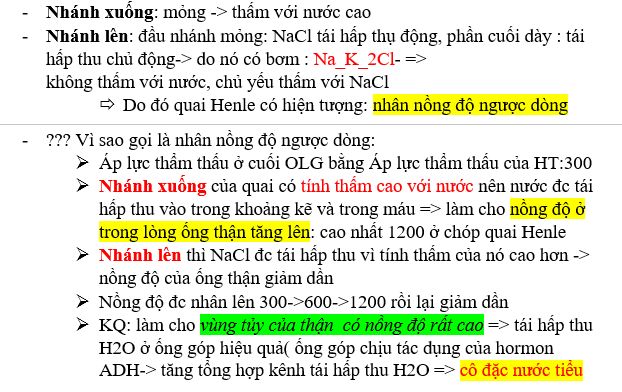 - Nhánh xuống: mỏng -> thấm với nước cao
- Nhánh lên: đầu nhánh mỏng: NaCl tái hấp thụ động, phần cuối dày : tái
hấp thu chủ động-> do nó có bơm : Na_K_2Cl- =>
không thấm với nước, chủ yếu thấm với NaCl
⇨ Do đó quai Henle có hiện tượng: nhân nồng độ ngược dòng
- ??? Vì sao gọi là nhân nồng độ ngược dòng:
➤ Áp lực thẩm thấu ở cuối OLG bằng Áp lực thẩm thấu của HT:300
➤ Nhánh xuống của quai có tính thấm cao với nước nên nước đc tái
hấp thu vào trong khoảng kẽ và trong máu => làm cho nồng độ ở
trong lòng ống thận tăng lên: cao nhất 1200 ở chóp quai Henle
➤ Nhánh lên thì NaCl đc tái hấp thu vì tính thấm của nó cao hơn ->
nồng độ của ống thận giảm dần
➤ Nồng độ đc nhân lên 300->600->1200 rồi lại giảm dần
➤ KQ: làm cho vùng tủy của thận có nồng độ rất cao => tái hấp thu
H2O ở ống góp hiệu quả( ống góp chịu tác dụng của hormon
ADH-> tăng tổng hợp kênh tái hấp thu H2O => cô đặc nước tiểu